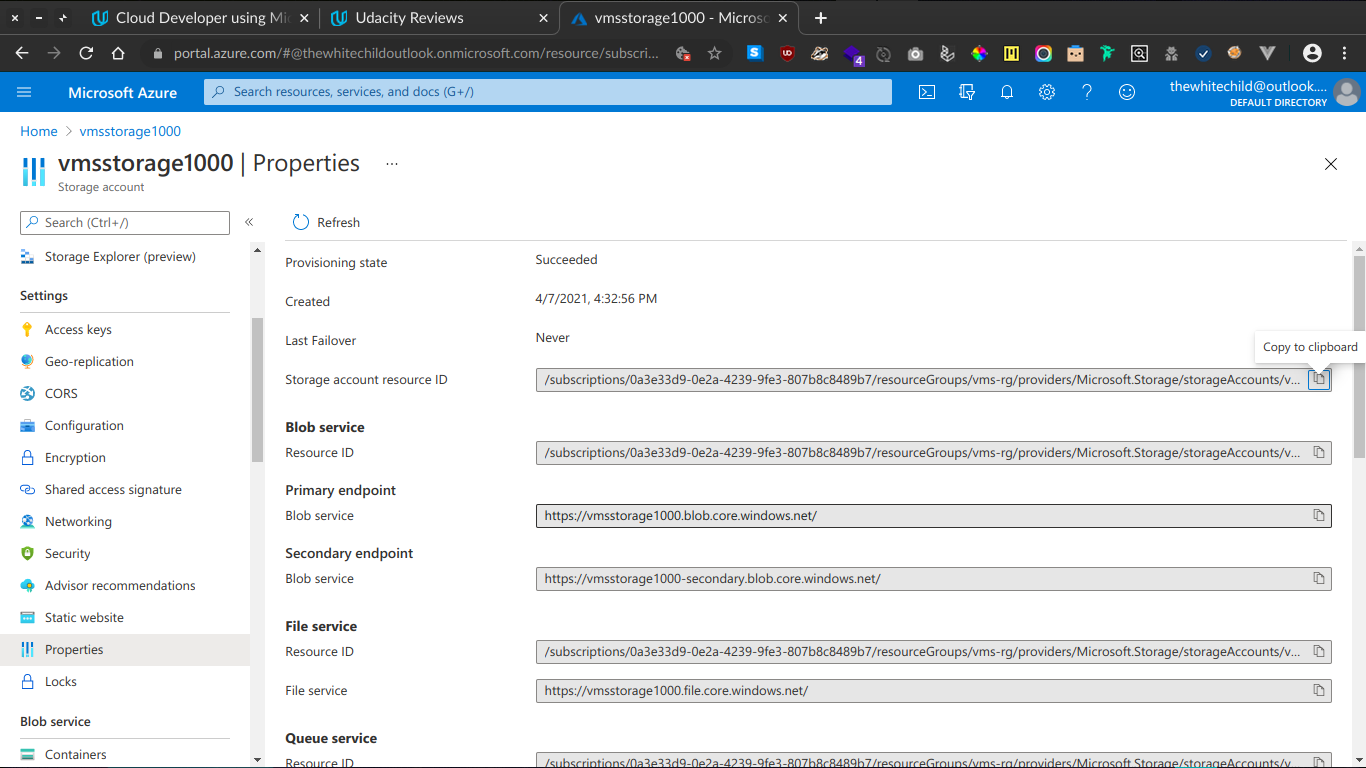 Cloud Developer using Mic
Udacity Reviews
vmsstorage1000 - Microsof
portal.azure.com/#@thewhitechildoutlook.onmicrosoft.com/resource/subscri...
4
Microsoft Azure
Search resources, services, and docs (G+/)
thewhitechild@outlook....
DEFAULT DIRECTORY
Home > vmsstorage1000
vmsstorage1000 | Properties ...
Storage account
Search (Ctrl+/)
«
Refresh
Storage Explorer (preview)
Settings
Access keys
Geo-replication
CORS
Configuration
Encryption
Shared access signature
Networking
Security
Advisor recommendations
Static website
Properties
Locks
Blob service
Containers
Provisioning state
Succeeded
Created
4/7/2021, 4:32:56 PM
Last Failover
Never
Copy to clipboard
Storage account resource ID
/subscriptions/0a3e33d9-0e2a-4239-9fe3-807b8c8489b7/resourceGroups/vms-rg/providers/Microsoft.Storage/storageAccounts/v...
Blob service
Resource ID
/subscriptions/0a3e33d9-0e2a-4239-9fe3-807b8c8489b7/resourceGroups/vms-rg/providers/Microsoft.Storage/storageAccounts/v...
Primary endpoint
Blob service
https://vmsstorage1000.blob.core.windows.net/
Secondary endpoint
Blob service
https://vmsstorage1000-secondary.blob.core.windows.net/
File service
Resource ID
/subscriptions/0a3e33d9-0e2a-4239-9fe3-807b8c8489b7/resourceGroups/vms-rg/providers/Microsoft.Storage/storageAccounts/v...
File service
https://vmsstorage1000.file.core.windows.net/
Queue service
Resource ID
/subscriptions/0a3e33d9-0e2a-4239-9fe3-807b8c8489b7/resourceGroups/vms-rg/providers/Microsoft.Storage/storageAccounts/v...